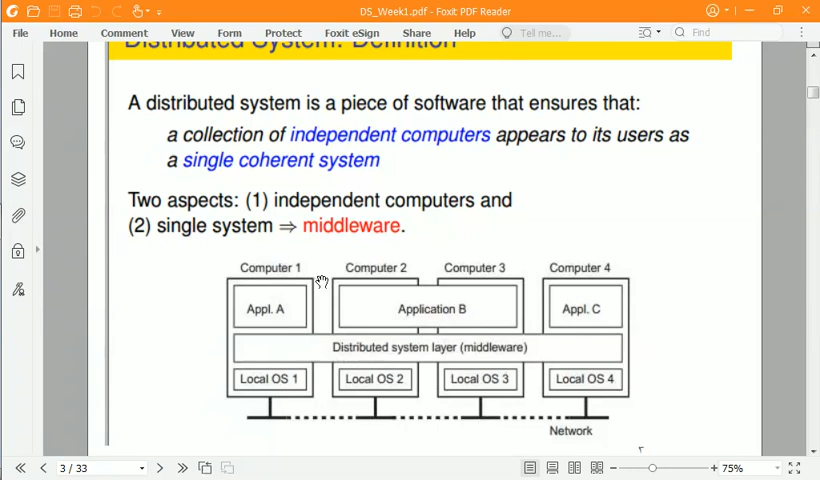 DS_Week1.pdf - Foxit PDF Reader
File Home Comment View Form Protect Foxit eSign Share Help Tell me... Find
Distributed System: Definition
A distributed system is a piece of software that ensures that:
a collection of independent computers appears to its users as
a single coherent system
Two aspects: (1) independent computers and
(2) single system ⇒ middleware.
Computer 1 Computer 2 Computer 3 Computer 4
Appl. A Application B Appl. C
Distributed system layer (middleware)
Local OS 1 Local OS 2 Local OS 3 Local OS 4
Network
٣
3 / 33 75%